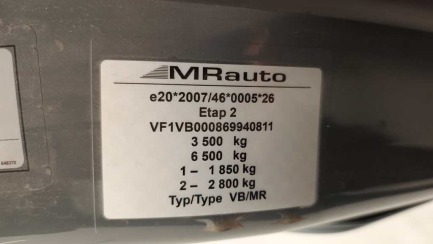 MRauto
e20*2007/46*0005*26
Etap 2
VF1VB000869940811
3 500 kg
6 500 kg
1 – 1 850 kg
2 – 2 800 kg
Typ/Type VB/MR